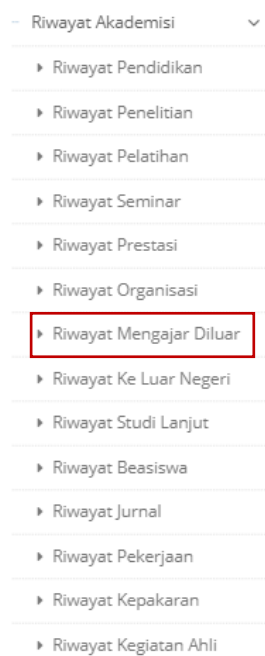 Riwayat Akademisi
Riwayat Pendidikan
Riwayat Penelitian
Riwayat Pelatihan
Riwayat Seminar
Riwayat Prestasi
Riwayat Organisasi
Riwayat Mengajar Diluar
Riwayat Ke Luar Negeri
Riwayat Studi Lanjut
Riwayat Beasiswa
Riwayat Jurnal
Riwayat Pekerjaan
Riwayat Kepakaran
Riwayat Kegiatan Ahli